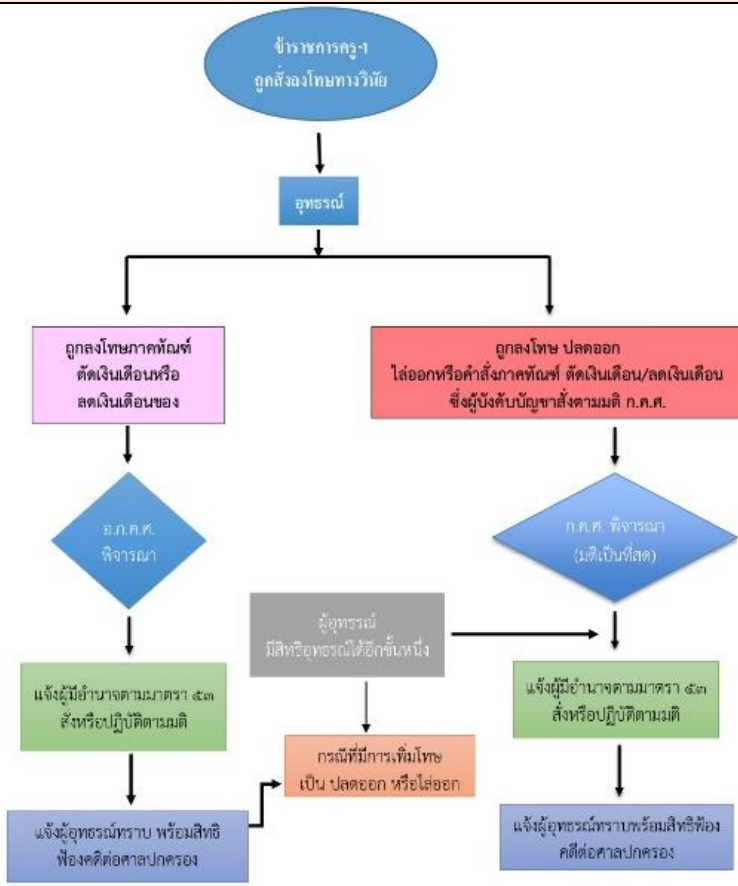 ข้าราชการครูฯ
ถูกสั่งลงโทษทางวินัย
อุทธรณ์
ถูกลงโทษภาคทัณฑ์
ตัดเงินเดือนหรือ
ลดเงินเดือนของ
ถูกลงโทษ ปลดออก
ไล่ออกหรือคำสั่งภาคทัณฑ์ ตัดเงินเดือน/ลดเงินเดือน
ซึ่งผู้บังคับบัญชาสั่งตามมติ ก.ค.ศ.
อ.ก.ค.ศ.
พิจารณา
ก.ค.ศ. พิจารณา
(มติเป็นที่สุด)
ผู้อุทธรณ์
มีสิทธิอุทธรณ์ได้อีกชั้นหนึ่ง
แจ้งผู้มีอำนาจตามมาตรา ๕๓
สั่งหรือปฏิบัติตามมติ
แจ้งผู้มีอำนาจตามมาตรา ๕๓
สั่งหรือปฏิบัติตามมติ
กรณีที่มีการเพิ่มโทษ
เป็น ปลดออก หรือไล่ออก
แจ้งผู้อุทธรณ์ทราบ พร้อมสิทธิ
ฟ้องคดีต่อศาลปกครอง
แจ้งผู้อุทธรณ์ทราบพร้อมสิทธิฟ้อง
คดีต่อศาลปกครอง